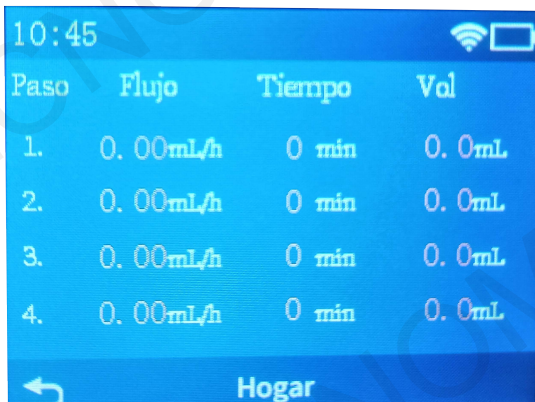 10:45
Paso Flujo Tiempo Vol
1. 0.00mL/h 0 min 0.0mL
2. 0.00mL/h 0 min 0.0mL
3. 0.00mL/h 0 min 0.0mL
4. 0.00mL/h 0 min 0.0mL
Hogar